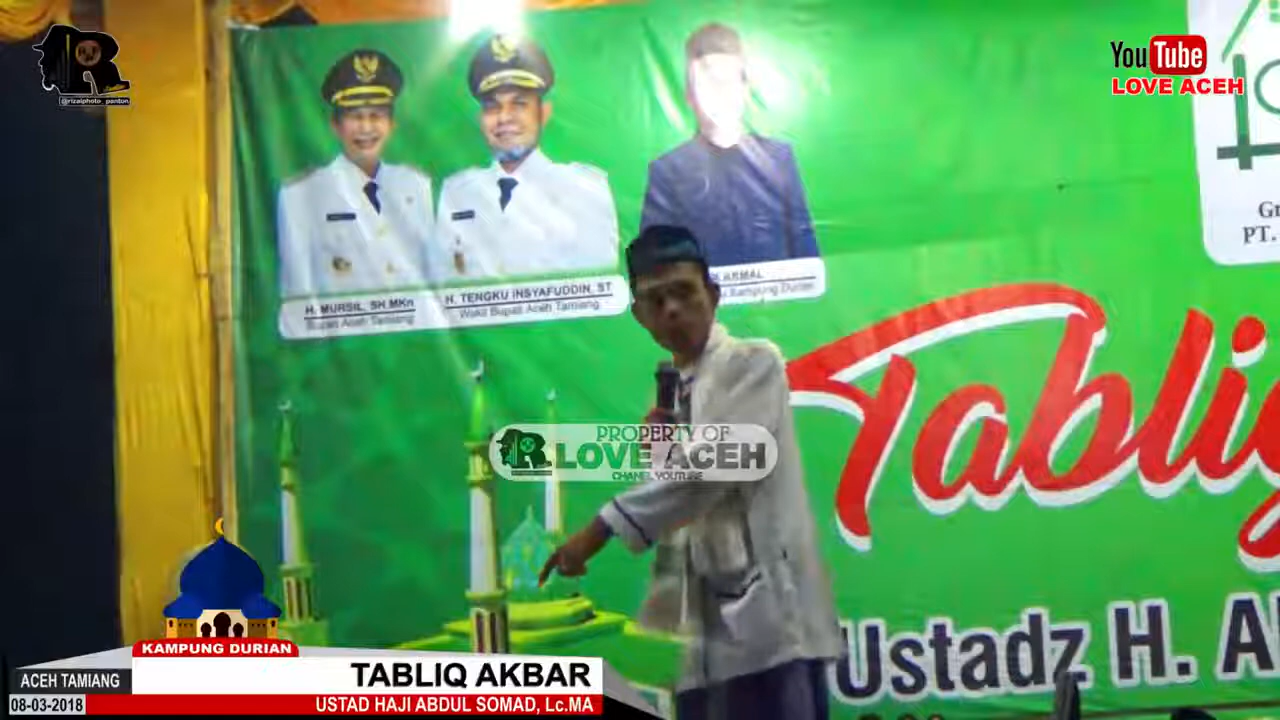 R
@rizalphoto_panton
YouTube
LOVE ACEH
H. MURSIL, SH.MKn
Bupati Aceh Tamiang
H. TENGKU INSYAFUDDIN, ST
Wakil Bupati Aceh Tamiang
AKMAL
Kampung Durian
PT.
Tablig
PROPERTY OF
LOVE ACEH
CHANEL YOUTUBE
Ustadz H. A
KAMPUNG DURIAN
ACEH TAMIANG
TABLIQ AKBAR
08-03-2018
USTAD HAJI ABDUL SOMAD, Lc.MA